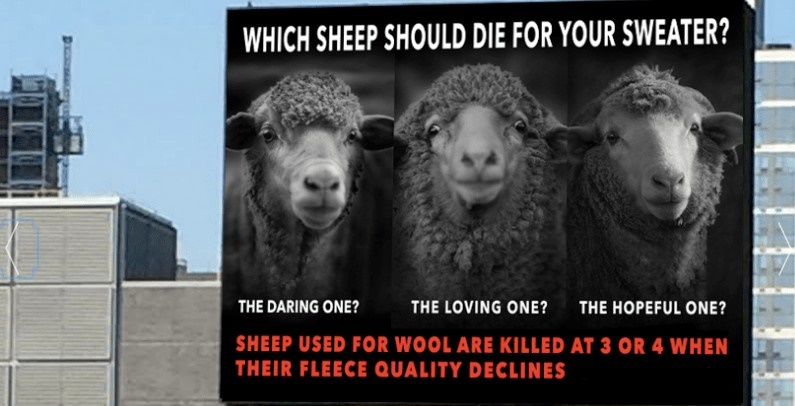 WHICH SHEEP SHOULD DIE FOR YOUR SWEATER?
THE DARING ONE?
THE LOVING ONE?
THE HOPEFUL ONE?
SHEEP USED FOR WOOL ARE KILLED AT 3 OR 4 WHEN
THEIR FLEECE QUALITY DECLINES